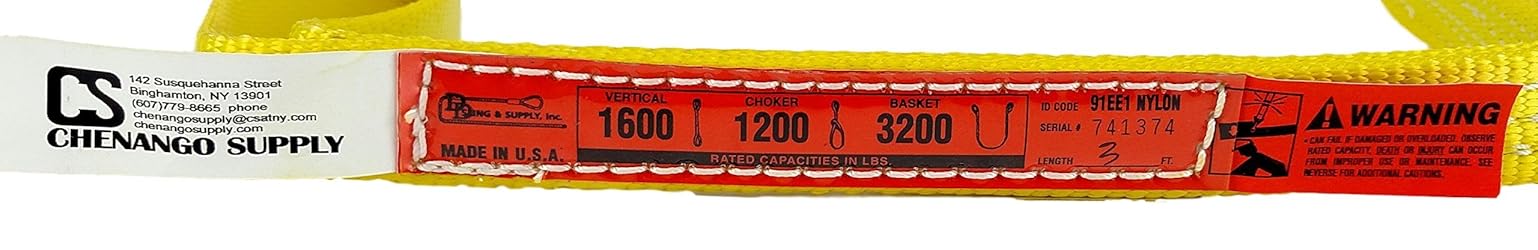 CS
142 Susquehanna Street
Binghamton, NY 13901
(607)779-8665 phone
chenangosupply@csatny.com
chenangosupply.com
CHENANGO SUPPLY
& SUPPLY, Inc.
MADE IN U.S.A.
VERTICAL
1600
CHOKER
1200
BASKET
3200
RATED CAPACITIES IN LBS.
ID CODE 91EE1 NYLON
SERIAL # 741374
LENGTH 3 FT.
WARNING
• CAN FAIL IF DAMAGED OR OVERLOADED. OBSERVE
RATED CAPACITY. DEATH OR INJURY CAN OCCUR
FROM IMPROPER USE OR MAINTENANCE. SEE
REVERSE FOR ADDITIONAL CAUTIONS.